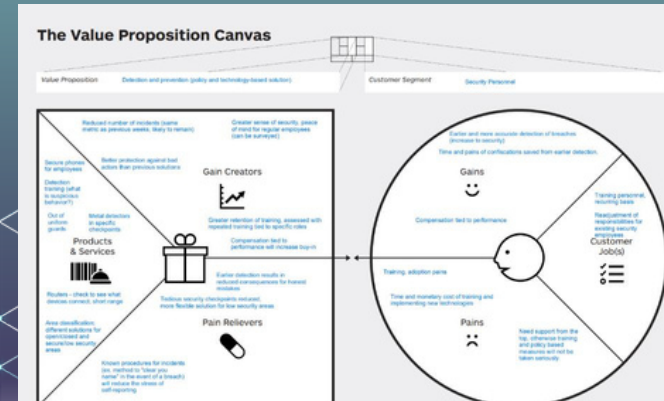 The Value Proposition Canvas
Value Proposition
Detection and prevention (policy and technology-based solution)
Customer Segment
Security Personnel
Reduced number of incidents (same
metric as previous weeks, likely to remain)
Greater sense of security, peace
of mind for regular employees
(can be surveyed)
Secure phones
for employees
Better protection against bad
actors than previous solutions
Gain Creators
Detection
training (what
is suspicious
behavior?)
Out of
uniform
guards
Metal detectors
in specific
checkpoints
Greater retention of training, assessed with
repeated training tied to specific roles
Compensation tied to
performance will increase buy-in
Products
& Services
Earlier detection results in
reduced consequences for honest
mistakes
Tedious security checkpoints reduced,
more flexible solution for low security areas
Routers - check to see what
devices connect, short range
Area classification:
different solutions for
open/closed and
secure/low security
areas
Pain Relievers
Known procedures for incidents
(ex. method to "clear you
name" in the event of a breach)
will reduce the stress of
self-reporting
Earlier and more accurate detection of breaches
(increase to security)
Time and pains of confiscations saved from earlier detection.
Gains
Compensation tied to performance
Training personnel,
recurring basis
Readjustment of
responsibilities for
existing security
employees
Customer
Job(s)
Training, adoption pains
Time and monetary cost of training and
implementing new technologies
Pains
Need support from the
top, otherwise training
and policy based
measures will not be
taken seriously